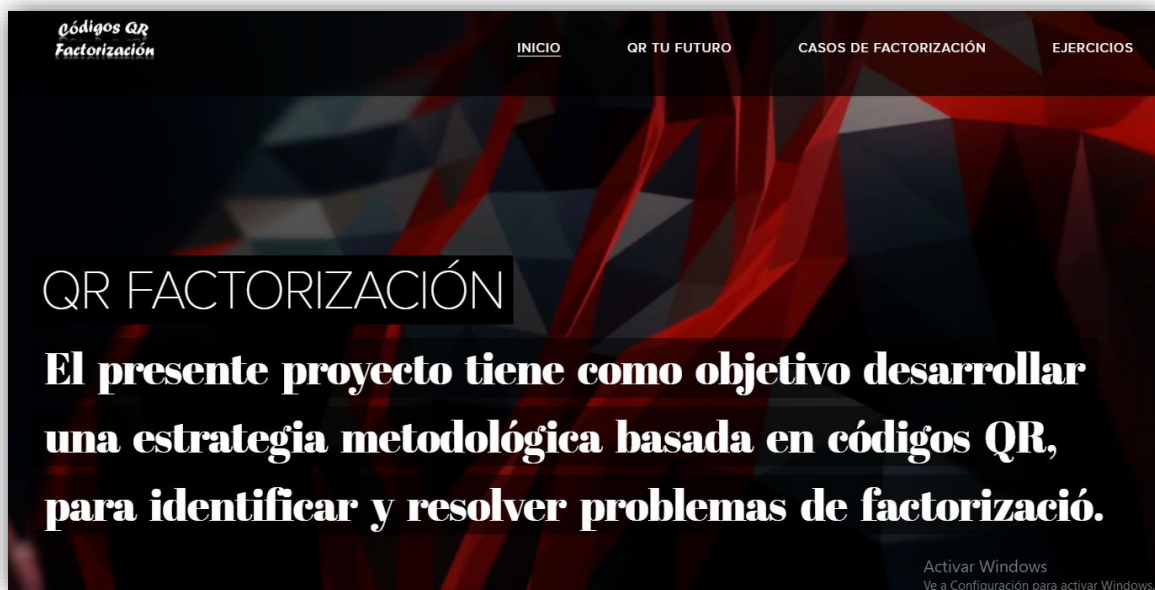 Códigos QR
Factorización
INICIO QR TU FUTURO CASOS DE FACTORIZACIÓN EJERCICIOS
QR FACTORIZACIÓN
El presente proyecto tiene como objetivo desarrollar
una estrategia metodológica basada en códigos QR,
para identificar y resolver problemas de factorizació.
Activar Windows
Ve a Configuración para activar Windows.